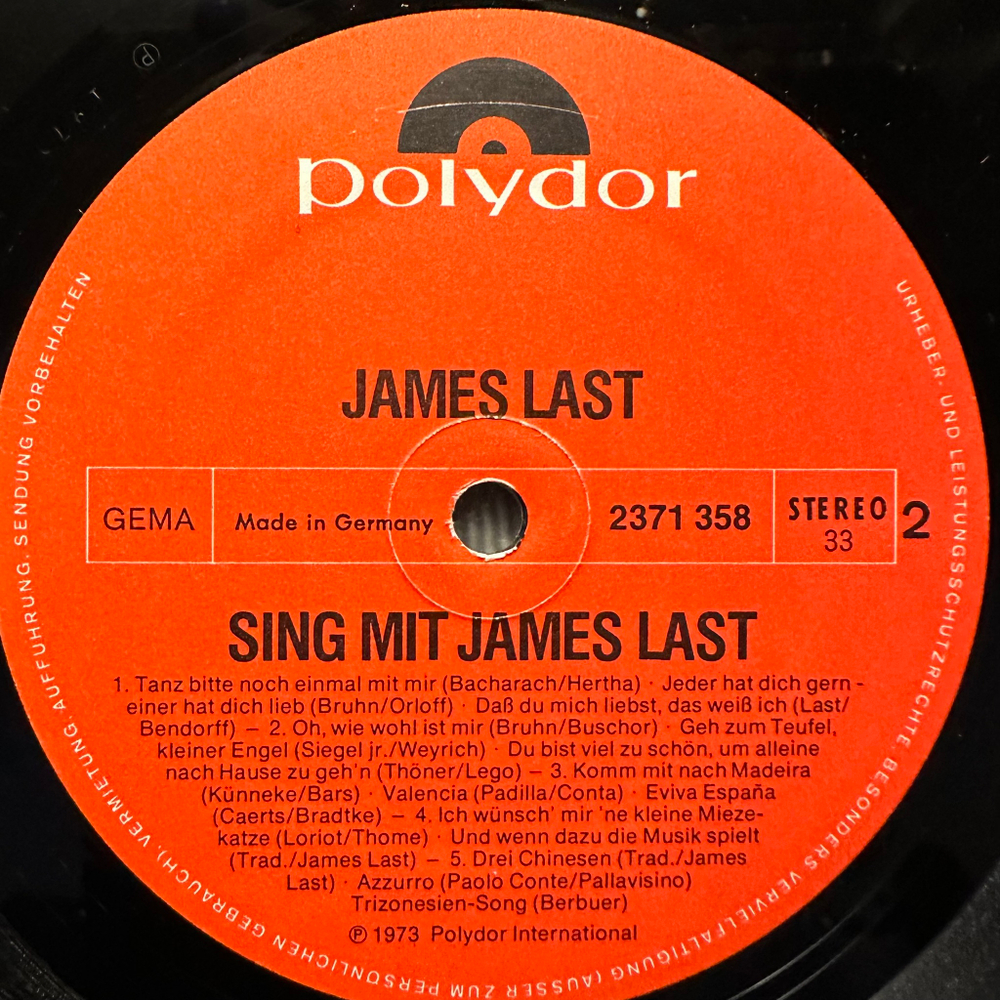 polydor
JAMES LAST
GEMA
Made in Germany
2371 358
STEREO
33
2
SING MIT JAMES LAST
1. Tanz bitte noch einmal mit mir (Bacharach/Hertha) · Jeder hat dich gern -
einer hat dich lieb (Bruhn/Orloff) · Daß du mich liebst, das weiß ich (Last/
Bendorff) – 2. Oh, wie wohl ist mir (Bruhn/Buschor) · Geh zum Teufel,
kleiner Engel (Siegel jr./Weyrich) · Du bist viel zu schön, um alleine
nach Hause zu geh'n (Thöner/Lego) – 3. Komm mit nach Madeira
(Künneke/Bars) · Valencia (Padilla/Conta) · Eviva España
(Caerts/Bradtke) – 4. Ich wünsch' mir 'ne kleine Mieze-
katze (Loriot/Thome) · Und wenn dazu die Musik spielt
(Trad./James Last) – 5. Drei Chinesen (Trad./James
Last) · Azzurro (Paolo Conte/Pallavisino)
Trizonesien-Song (Berbuer)
℗ 1973 Polydor International
URHEBER- UND LEISTUNGSSCHUTZRECHTE, BESONDERS VERVIELFÄLTIGUNG (AUSSER ZUM PERSÖNLICHEN GEBRAUCH), VERMIETUNG, AUFFÜHRUNG, SENDUNG VORBEHALTEN